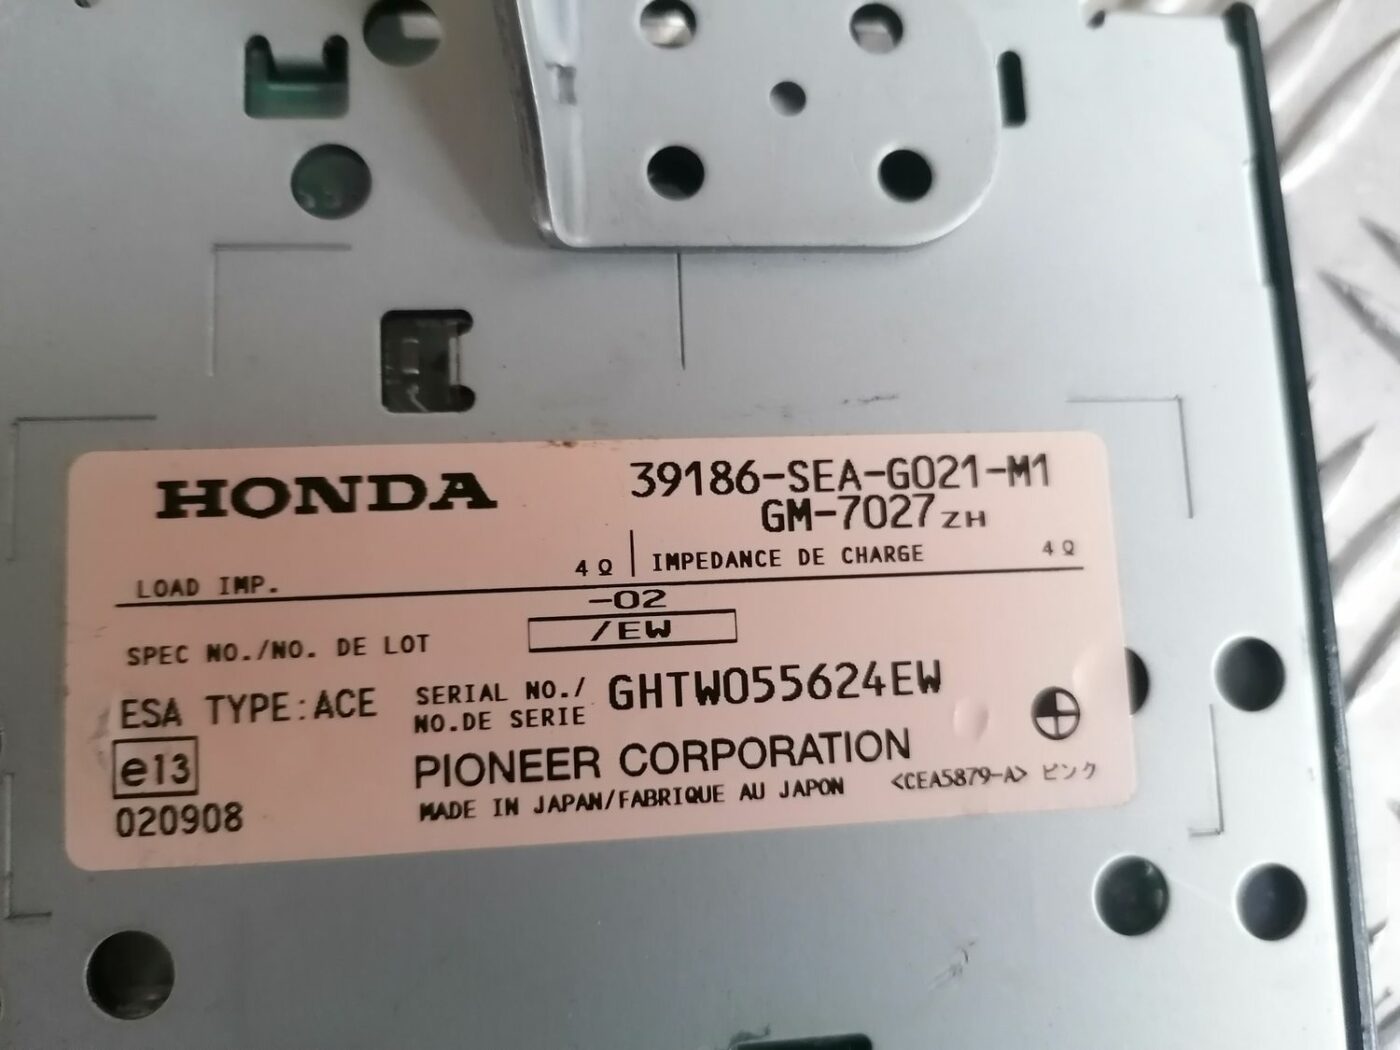 HONDA 39186-SEA-G021-M1
GM-7027 ZH
LOAD IMP. 4Ω IMPEDANCE DE CHARGE 4Ω
-02
SPEC NO./NO. DE LOT /EW
ESA TYPE:ACE SERIAL NO./ GHTW055624EW
NO.DE SERIE
e13 PIONEER CORPORATION
020908 MADE IN JAPAN/FABRIQUE AU JAPON <CEA5879-A> ピンク